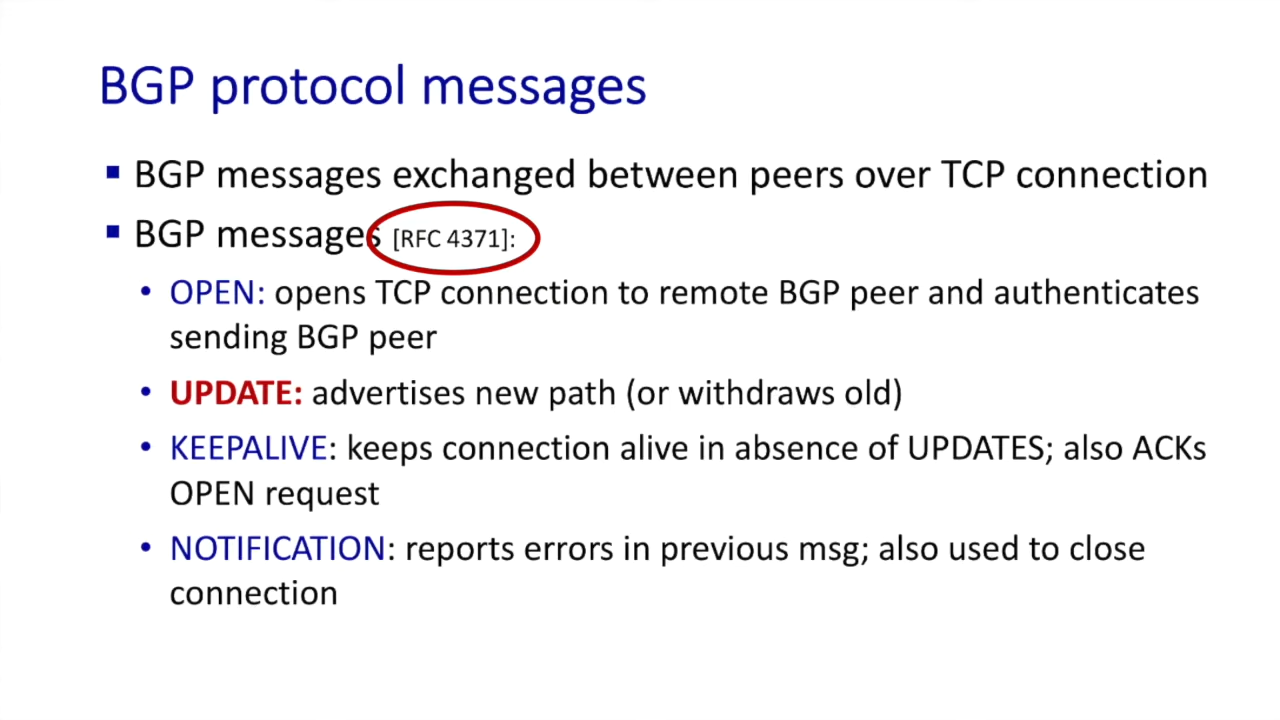 BGP protocol messages
▪ BGP messages exchanged between peers over TCP connection
▪ BGP messages [RFC 4371]:
• OPEN: opens TCP connection to remote BGP peer and authenticates
sending BGP peer
• UPDATE: advertises new path (or withdraws old)
• KEEPALIVE: keeps connection alive in absence of UPDATES; also ACKs
OPEN request
• NOTIFICATION: reports errors in previous msg; also used to close
connection